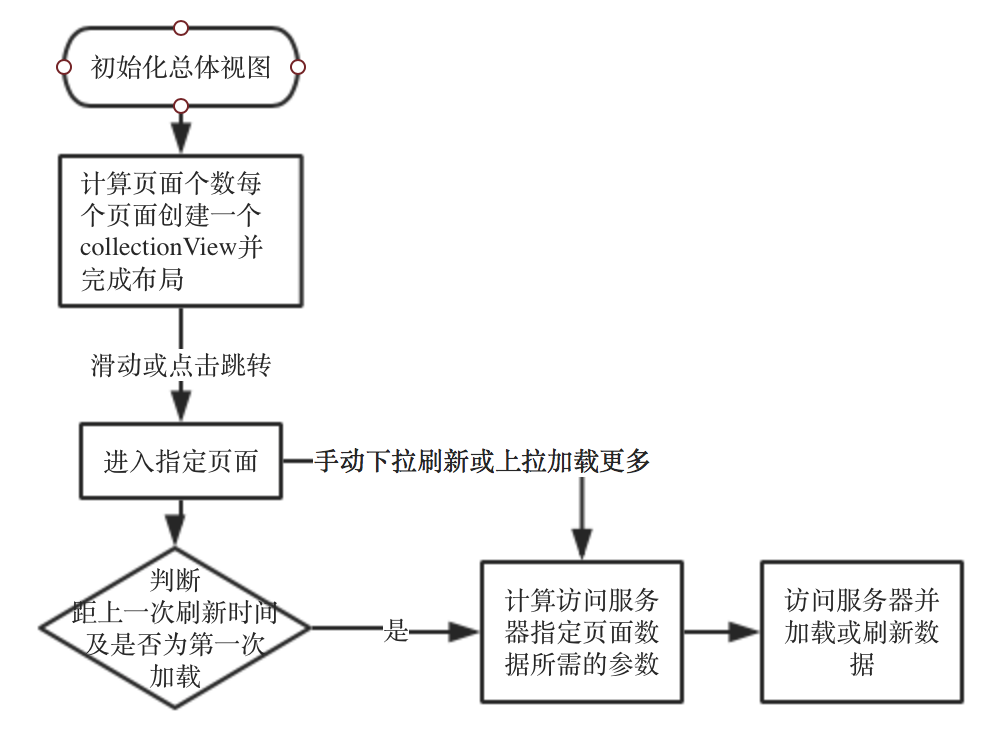 初始化总体视图
计算页面个数每
个页面创建一个
collectionView并
完成布局
滑动或点击跳转
进入指定页面
手动下拉刷新或上拉加载更多
判断
距上一次刷新时间
及是否为第一次
加载
是
计算访问服务
器指定页面数
据所需的参数
访问服务器并
加载或刷新数
据